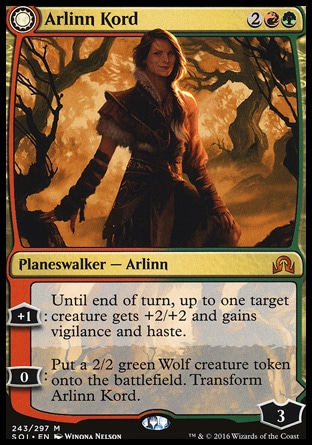 Arlinn Kord 2
Planeswalker — Arlinn
+1: Until end of turn, up to one target
creature gets +2/+2 and gains
vigilance and haste.
0: Put a 2/2 green Wolf creature token
onto the battlefield. Transform
Arlinn Kord.
3
243/297 M
SOI • EN Winona Nelson
™ & © 2016 Wizards of the Coast